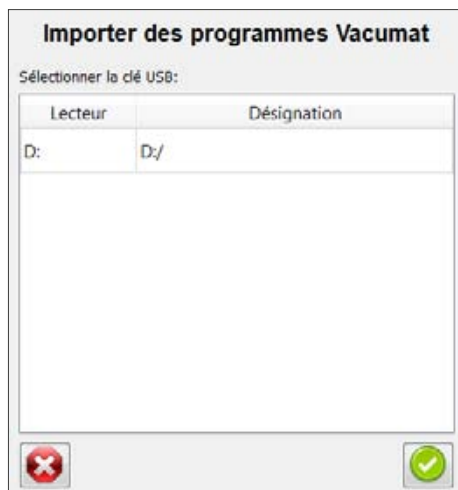 Importer des programmes Vacumat
Sélectionner la clé USB:
Lecteur Désignation
D: D:/